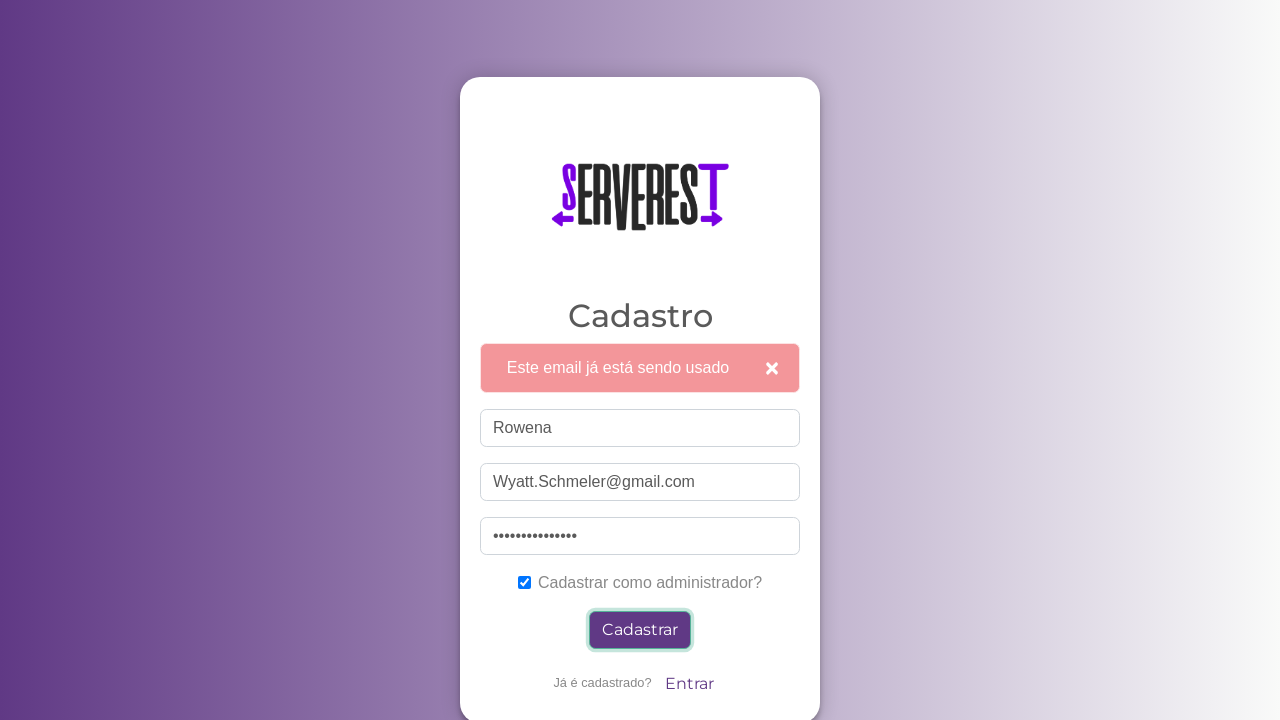 SERVEREST
Cadastro
Este email já está sendo usado ×
Rowena
Wyatt.Schmeler@gmail.com
•••••••••••••••
Cadastrar como administrador?
Cadastrar
Já é cadastrado? Entrar